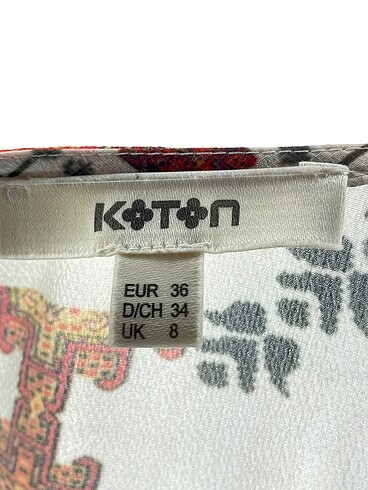 KOTON
EUR 36
D/CH 34
UK 8